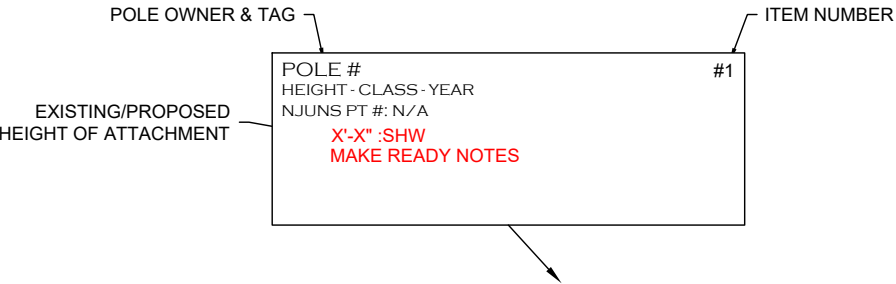 POLE OWNER & TAG
ITEM NUMBER
POLE #
#1
HEIGHT - CLASS - YEAR
NJUNS PT #: N/A
EXISTING/PROPOSED
HEIGHT OF ATTACHMENT
X'-X" :SHW
MAKE READY NOTES